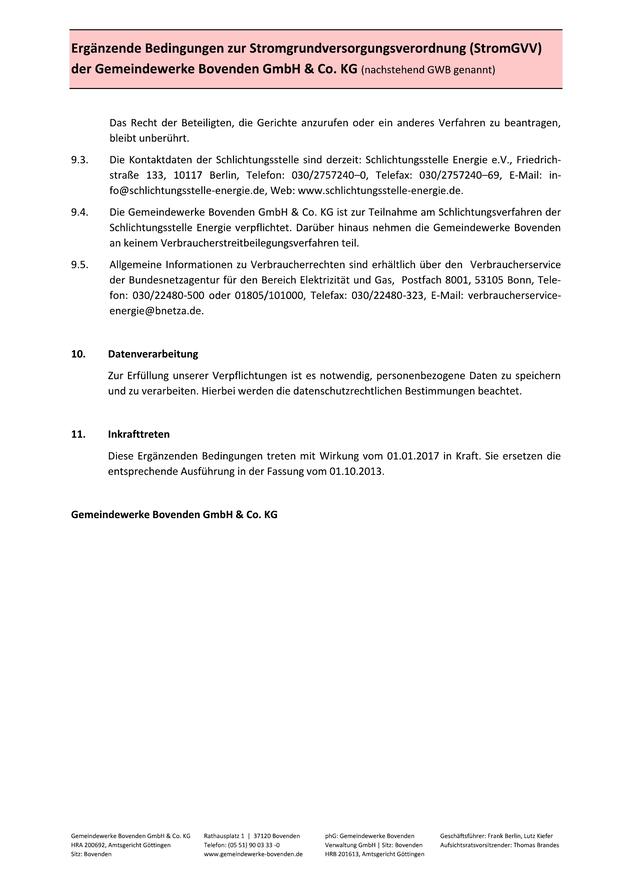 Ergänzende Bedingungen zur Stromgrundversorgungsverordnung (StromGVV)
der Gemeindewerke Bovenden GmbH & Co. KG (nachstehend GWB genannt)
Das Recht der Beteiligten, die Gerichte anzurufen oder ein anderes Verfahren zu beantragen,
bleibt unberührt.
9.3. Die Kontaktdaten der Schlichtungsstelle sind derzeit: Schlichtungsstelle Energie e.V., Friedrich-
straße 133, 10117 Berlin, Telefon: 030/2757240–0, Telefax: 030/2757240–69, E-Mail: in-
fo@schlichtungsstelle-energie.de, Web: www.schlichtungsstelle-energie.de.
9.4. Die Gemeindewerke Bovenden GmbH & Co. KG ist zur Teilnahme am Schlichtungsverfahren der
Schlichtungsstelle Energie verpflichtet. Darüber hinaus nehmen die Gemeindewerke Bovenden
an keinem Verbraucherstreitbeilegungsverfahren teil.
9.5. Allgemeine Informationen zu Verbraucherrechten sind erhältlich über den Verbraucherservice
der Bundesnetzagentur für den Bereich Elektrizität und Gas, Postfach 8001, 53105 Bonn, Tele-
fon: 030/22480-500 oder 01805/101000, Telefax: 030/22480-323, E-Mail: verbraucherservice-
energie@bnetza.de.
10. Datenverarbeitung
Zur Erfüllung unserer Verpflichtungen ist es notwendig, personenbezogene Daten zu speichern
und zu verarbeiten. Hierbei werden die datenschutzrechtlichen Bestimmungen beachtet.
11. Inkrafttreten
Diese Ergänzenden Bedingungen treten mit Wirkung vom 01.01.2017 in Kraft. Sie ersetzen die
entsprechende Ausführung in der Fassung vom 01.10.2013.
Gemeindewerke Bovenden GmbH & Co. KG
Gemeindewerke Bovenden GmbH & Co. KG
HRA 200692, Amtsgericht Göttingen
Sitz: Bovenden
Rathausplatz 1 | 37120 Bovenden
Telefon: (05 51) 90 03 33 -0
www.gemeindewerke-bovenden.de
phG: Gemeindewerke Bovenden
Verwaltung GmbH | Sitz: Bovenden
HRB 201613, Amtsgericht Göttingen
Geschäftsführer: Frank Berlin, Lutz Kiefer
Aufsichtsratsvorsitzender: Thomas Brandes